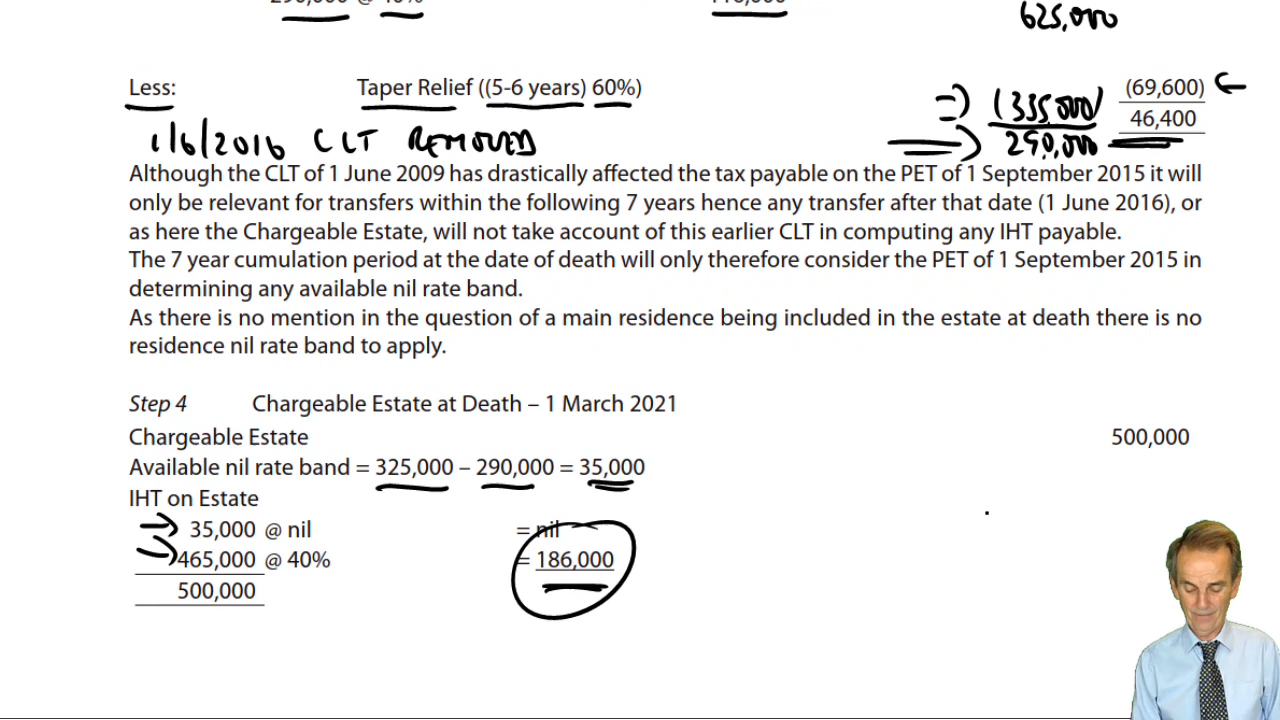 290,000 @ 40%
625,000
Less: Taper Relief ((5-6 years) 60%) (69,600)
=> (335,000) 46,400
1/6/2016 CLT REMOVED => 290,000
Although the CLT of 1 June 2009 has drastically affected the tax payable on the PET of 1 September 2015 it will
only be relevant for transfers within the following 7 years hence any transfer after that date (1 June 2016), or
as here the Chargeable Estate, will not take account of this earlier CLT in computing any IHT payable.
The 7 year cumulation period at the date of death will only therefore consider the PET of 1 September 2015 in
determining any available nil rate band.
As there is no mention in the question of a main residence being included in the estate at death there is no
residence nil rate band to apply.
Step 4 Chargeable Estate at Death – 1 March 2021
Chargeable Estate 500,000
Available nil rate band = 325,000 – 290,000 = 35,000
IHT on Estate
35,000 @ nil = nil
465,000 @ 40% = 186,000
500,000